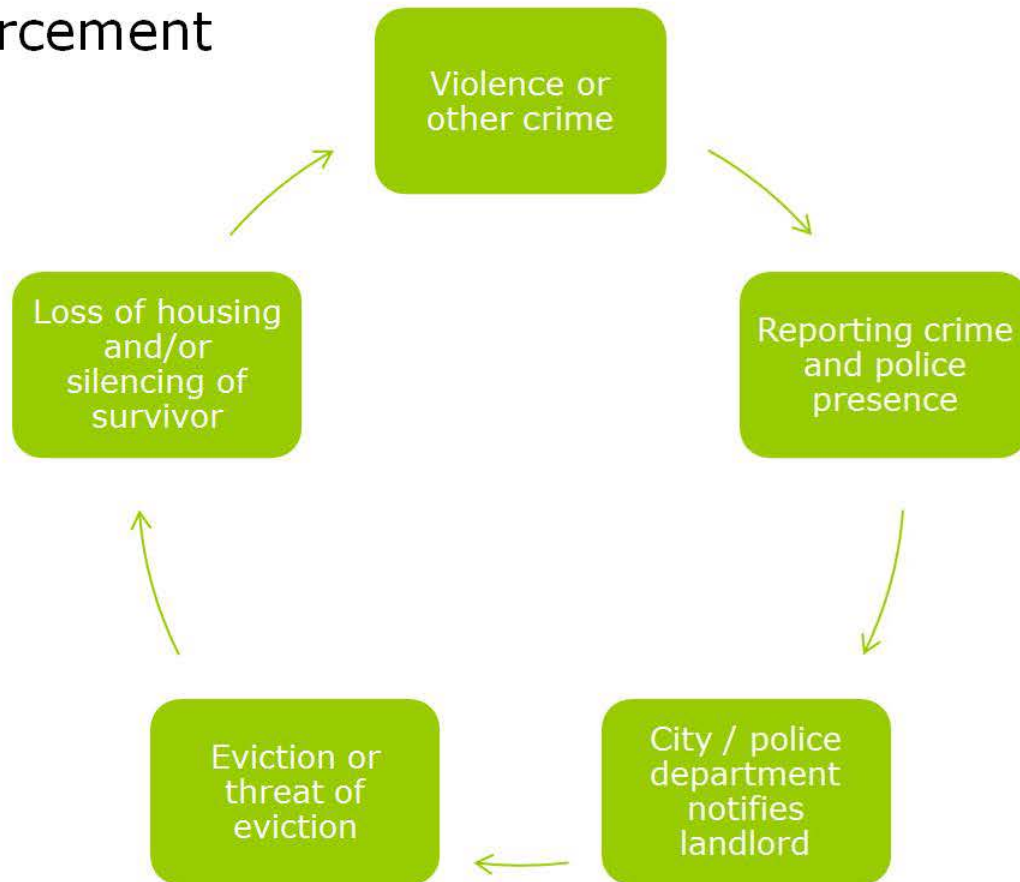 rcement
Violence or
other crime
Reporting crime
and police
presence
City / police
department
notifies
landlord
Eviction or
threat of
eviction
Loss of housing
and/or
silencing of
survivor